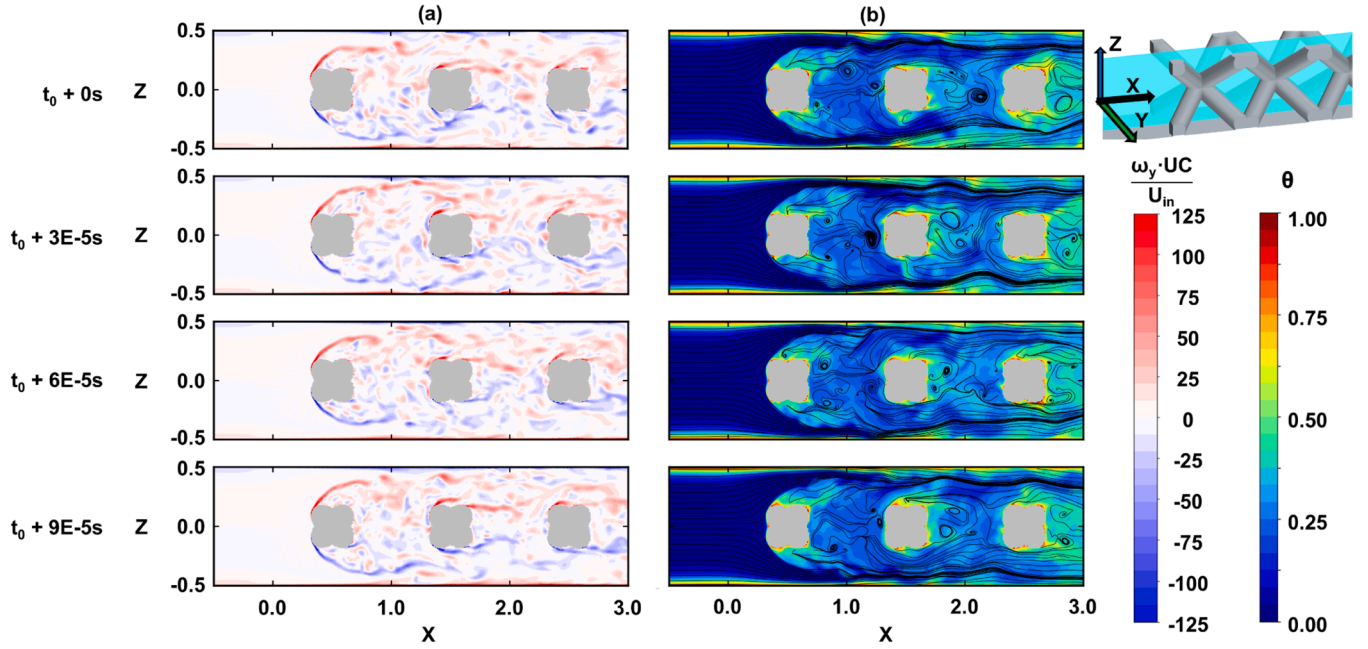 (a) (b)
0.5
t₀ + 0s Z 0.0
-0.5
0.5
t₀ + 3E-5s Z 0.0
-0.5
0.5
t₀ + 6E-5s Z 0.0
-0.5
0.5
t₀ + 9E-5s Z 0.0
-0.5
0.0 1.0 2.0 3.0
X
0.0 1.0 2.0 3.0
X
Z
X
Y
ω_y·UC
U_in
125
100
75
50
25
0
-25
-50
-75
-100
-125
θ
1.00
0.75
0.50
0.25
0.00